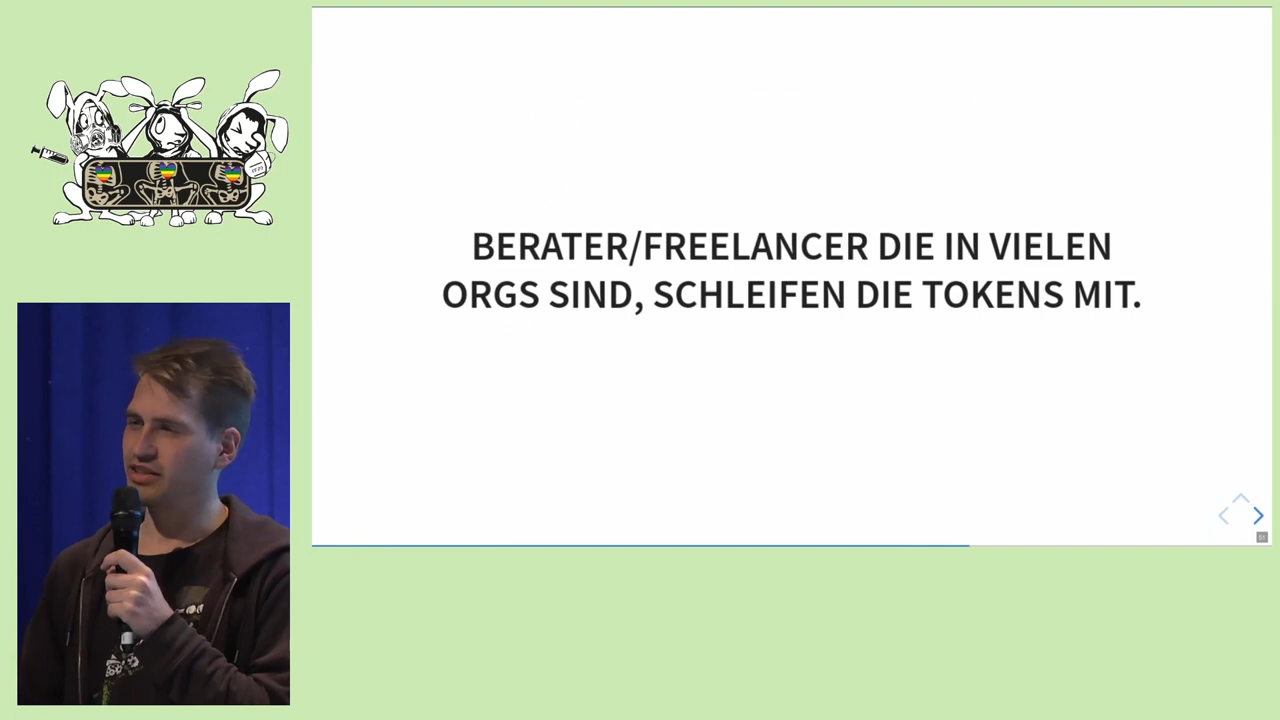 BERATER/FREELANCER DIE IN VIELEN
ORGS SIND, SCHLEIFEN DIE TOKENS MIT.